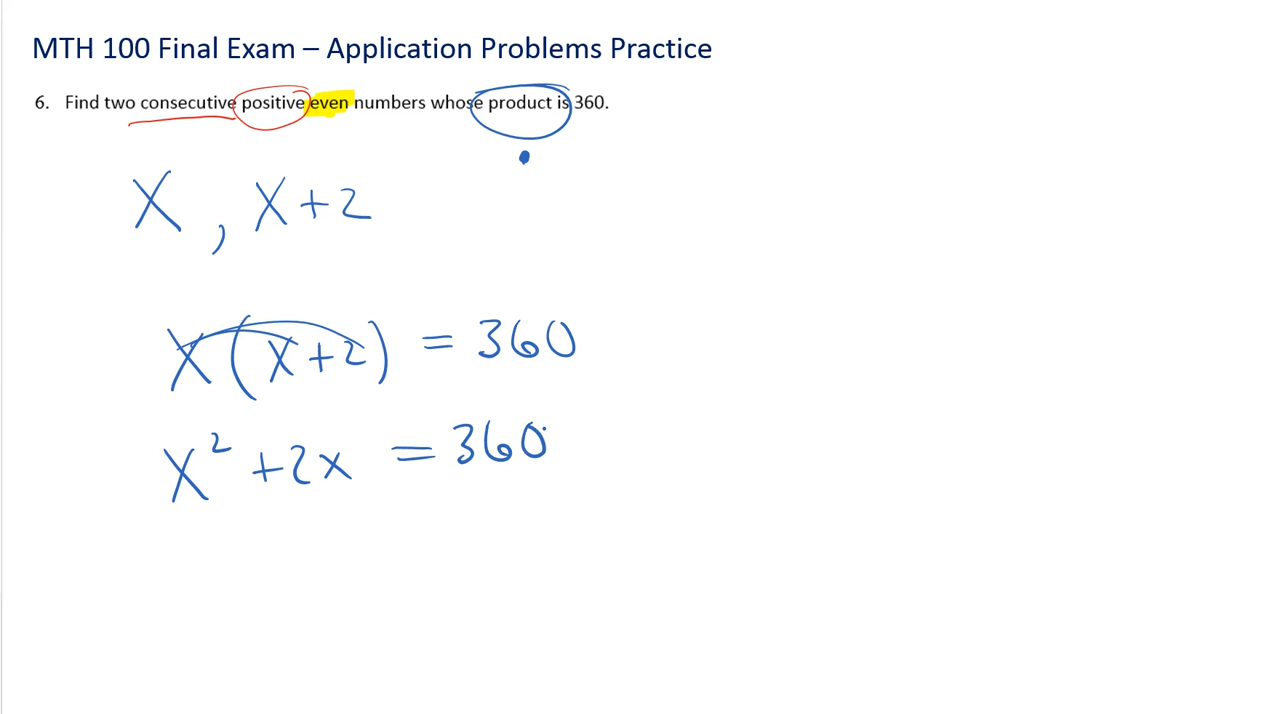 MTH 100 Final Exam – Application Problems Practice
6. Find two consecutive positive even numbers whose product is 360.
X , X+2
X(X+2) = 360
X² +2x = 360